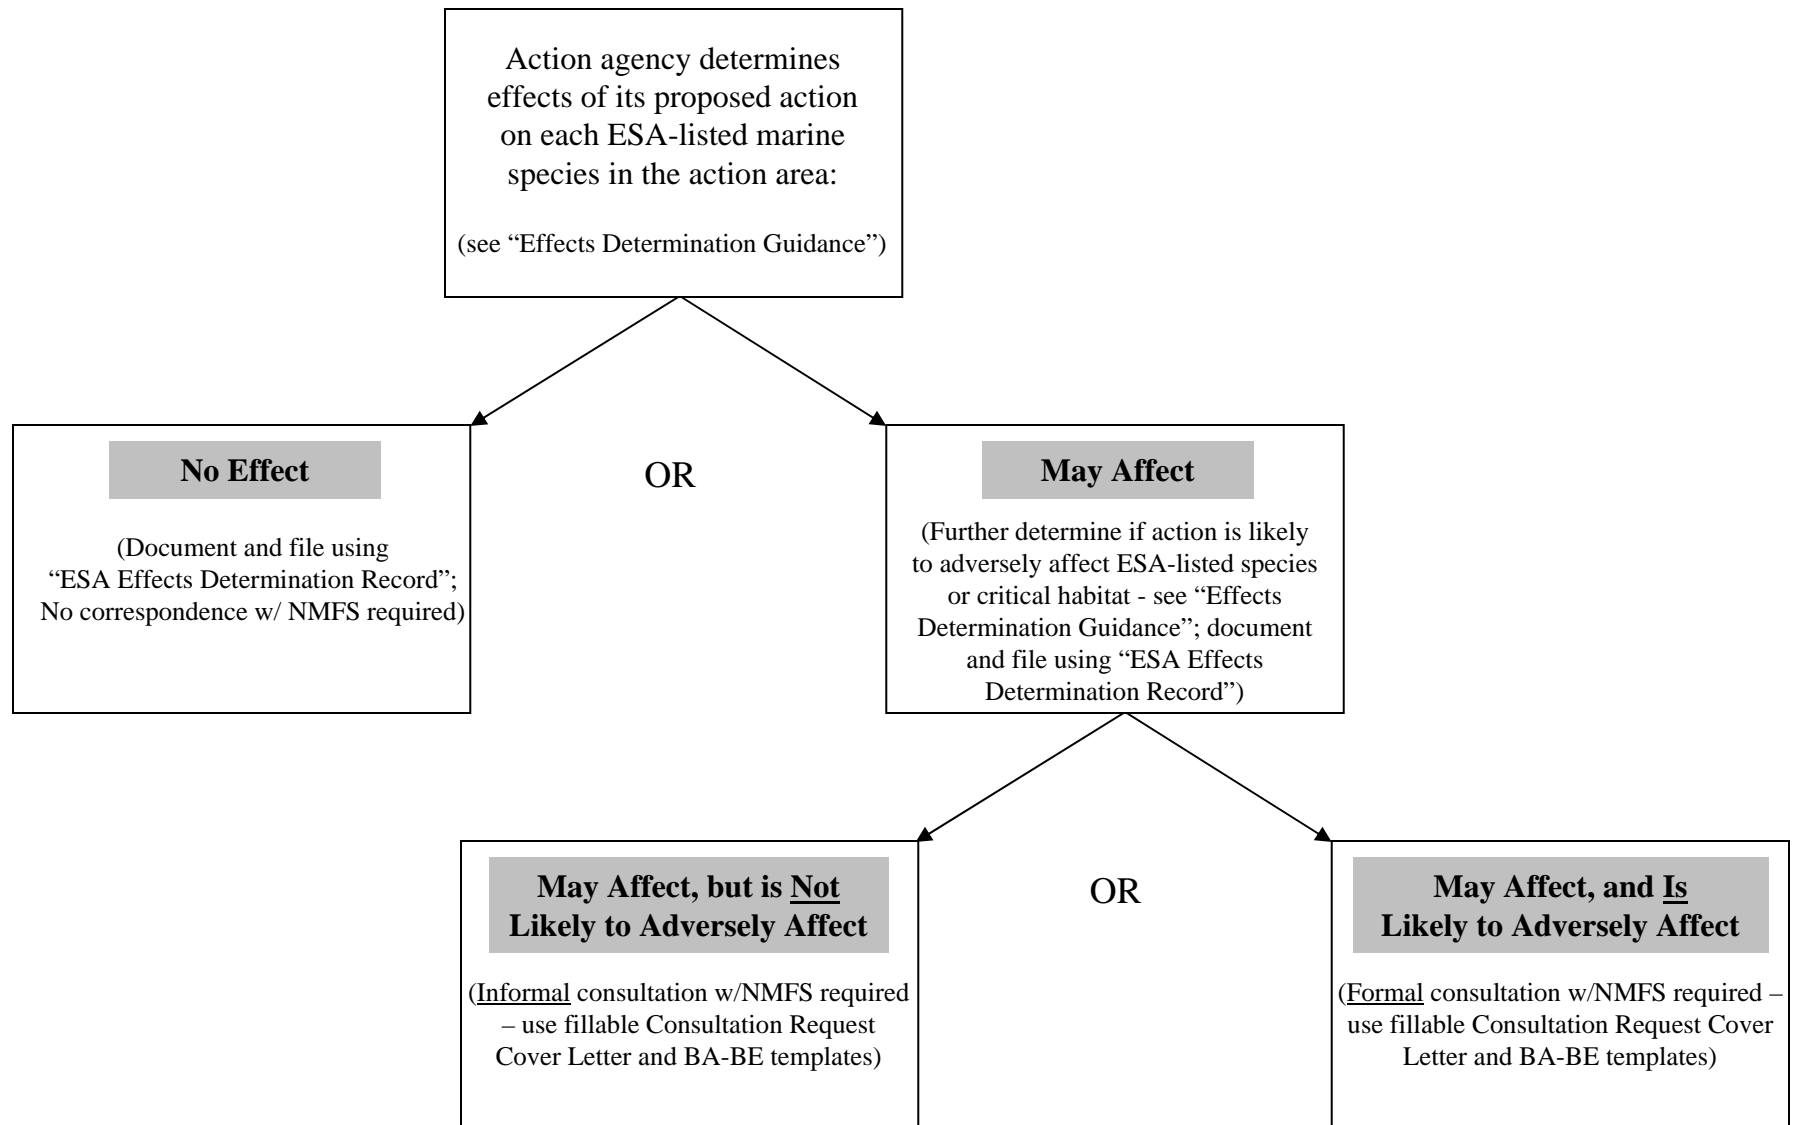 Action agency determines
effects of its proposed action
on each ESA-listed marine
species in the action area:
(see “Effects Determination Guidance”)
No Effect
(Document and file using
“ESA Effects Determination Record”;
No correspondence w/ NMFS required)
OR
May Affect
(Further determine if action is likely
to adversely affect ESA-listed species
or critical habitat - see “Effects
Determination Guidance”; document
and file using “ESA Effects
Determination Record”)
May Affect, but is Not
Likely to Adversely Affect
(Informal consultation w/NMFS required
– use fillable Consultation Request
Cover Letter and BA-BE templates)
OR
May Affect, and Is
Likely to Adversely Affect
(Formal consultation w/NMFS required –
use fillable Consultation Request Cover
Letter and BA-BE templates)